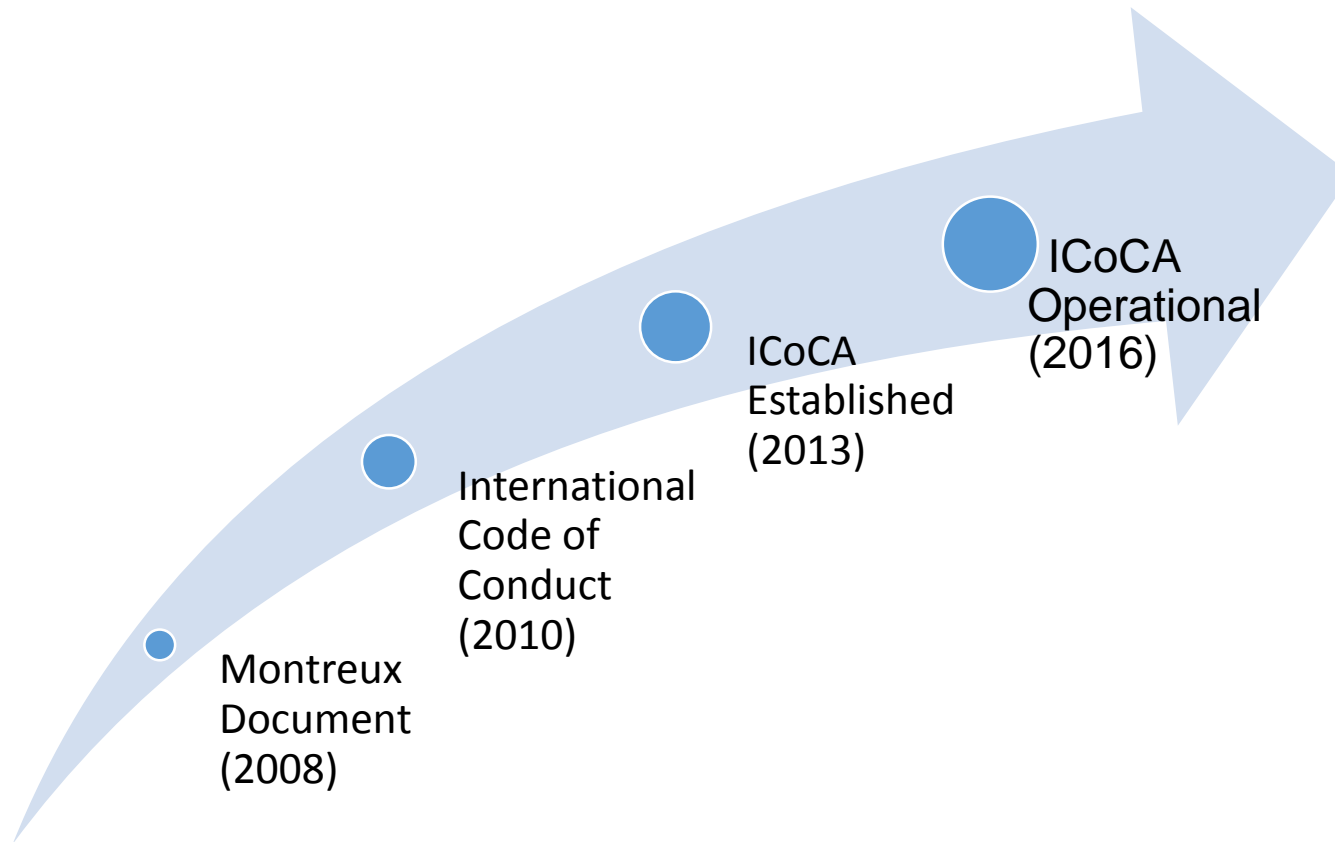 Montreux
Document
(2008)
International
Code of
Conduct
(2010)
ICoCA
Established
(2013)
ICoCA
Operational
(2016)